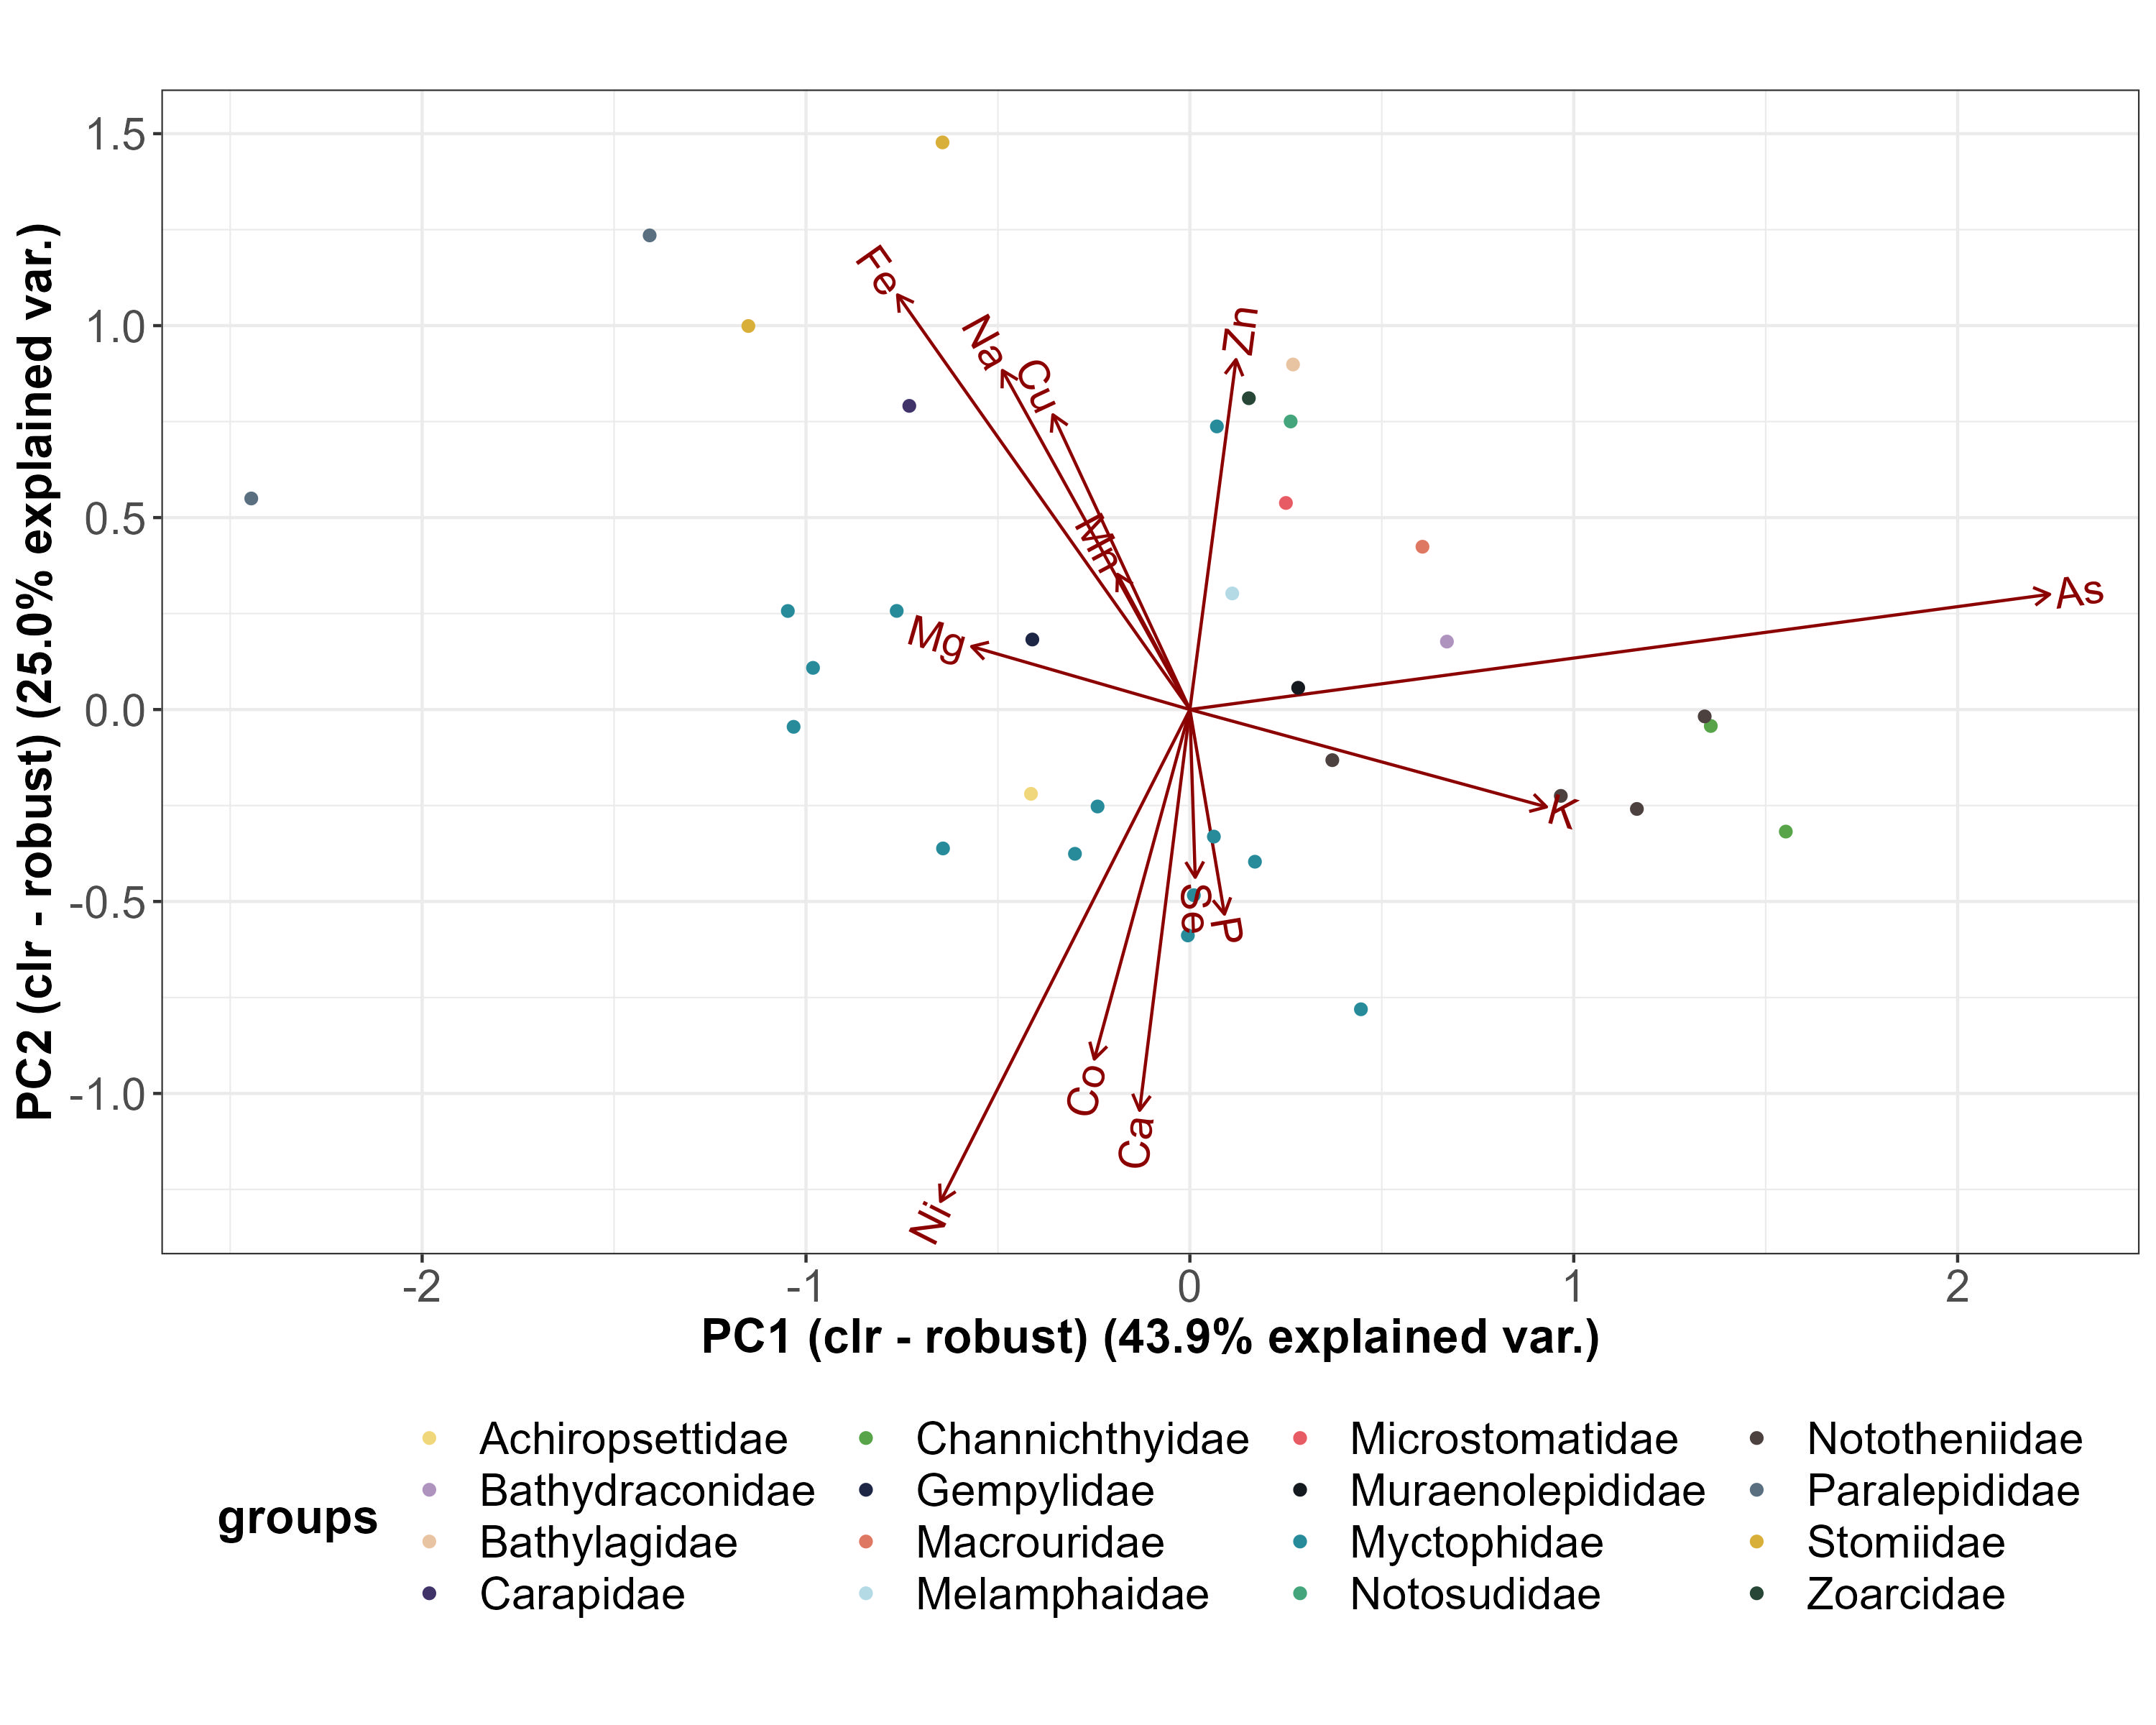 PC2 (clr - robust) (25.0% explained var.)
1.5
1.0
0.5
0.0
-0.5
-1.0
Fe
Na
Cu
Zn
Mn
Mg
As
K
Se
P
Co
Ca
Ni
-2
-1
0
1
2
PC1 (clr - robust) (43.9% explained var.)
groups
Achiropsettidae
Bathydraconidae
Bathylagidae
Carapidae
Channichthyidae
Gempylidae
Macrouridae
Melamphaidae
Microstomatidae
Muraenolepididae
Myctophidae
Notosudidae
Nototheniidae
Paralepididae
Stomiidae
Zoarcidae